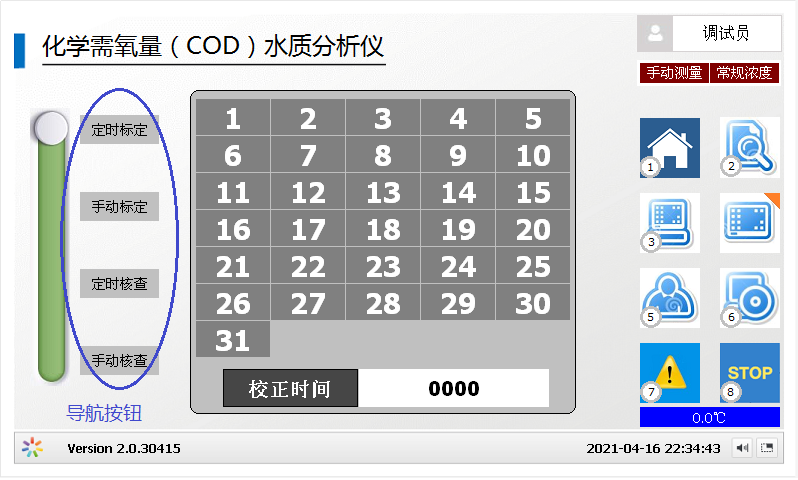 化学需氧量（COD）水质分析仪
调试员
手动测量 常规浓度
定时标定
手动标定
定时核查
手动核查
导航按钮
1 2 3 4 5
6 7 8 9 10
11 12 13 14 15
16 17 18 19 20
21 22 23 24 25
26 27 28 29 30
31
校正时间 0000
1 2
3
5 6
7 STOP 8
0.0℃
Version 2.0.30415 2021-04-16 22:34:43